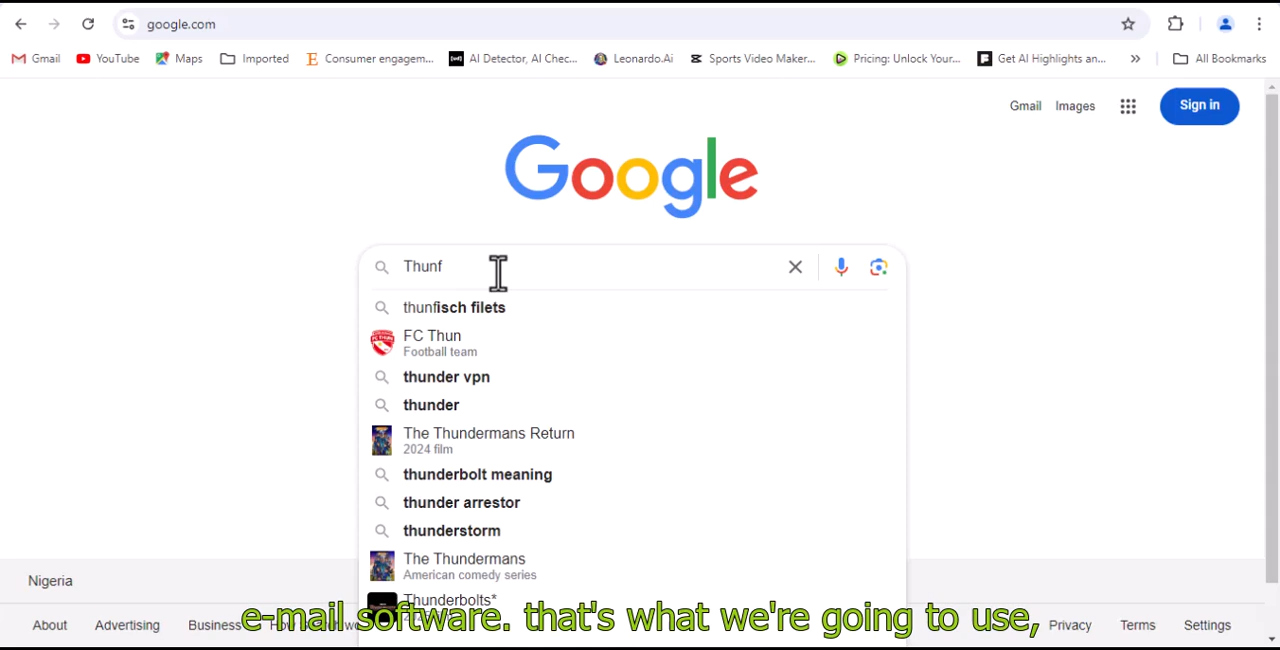 google.com
Gmail YouTube Maps Imported Consumer engagem... AI Detector, AI Chec... Leonardo.Ai Sports Video Maker... Pricing: Unlock Your... Get AI Highlights an... » All Bookmarks
Gmail Images Sign in
Google
Thunf
thunfisch filets
FC Thun
Football team
thunder vpn
thunder
The Thundermans Return
2024 film
thunderbolt meaning
thunder arrestor
thunderstorm
The Thundermans
American comedy series
Thunderbolts*
Nigeria
e-mail software. that's what we're going to use,
About Advertising Business Privacy Terms Settings